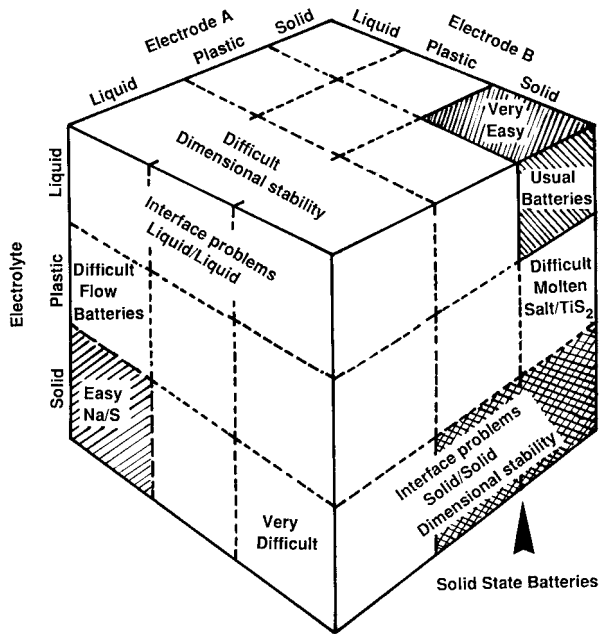 Electrode A
Liquid
Plastic
Solid
Electrode B
Liquid
Plastic
Solid
Very
Easy
Difficult
Dimensional stability
Usual
Batteries
Electrolyte
Liquid
Plastic
Solid
Interface problems
Liquid/Liquid
Difficult
Flow
Batteries
Difficult
Molten
Salt/TiS₂
Easy
Na/S
Interface problems
Solid/Solid
Dimensional stability
Very
Difficult
Solid State Batteries